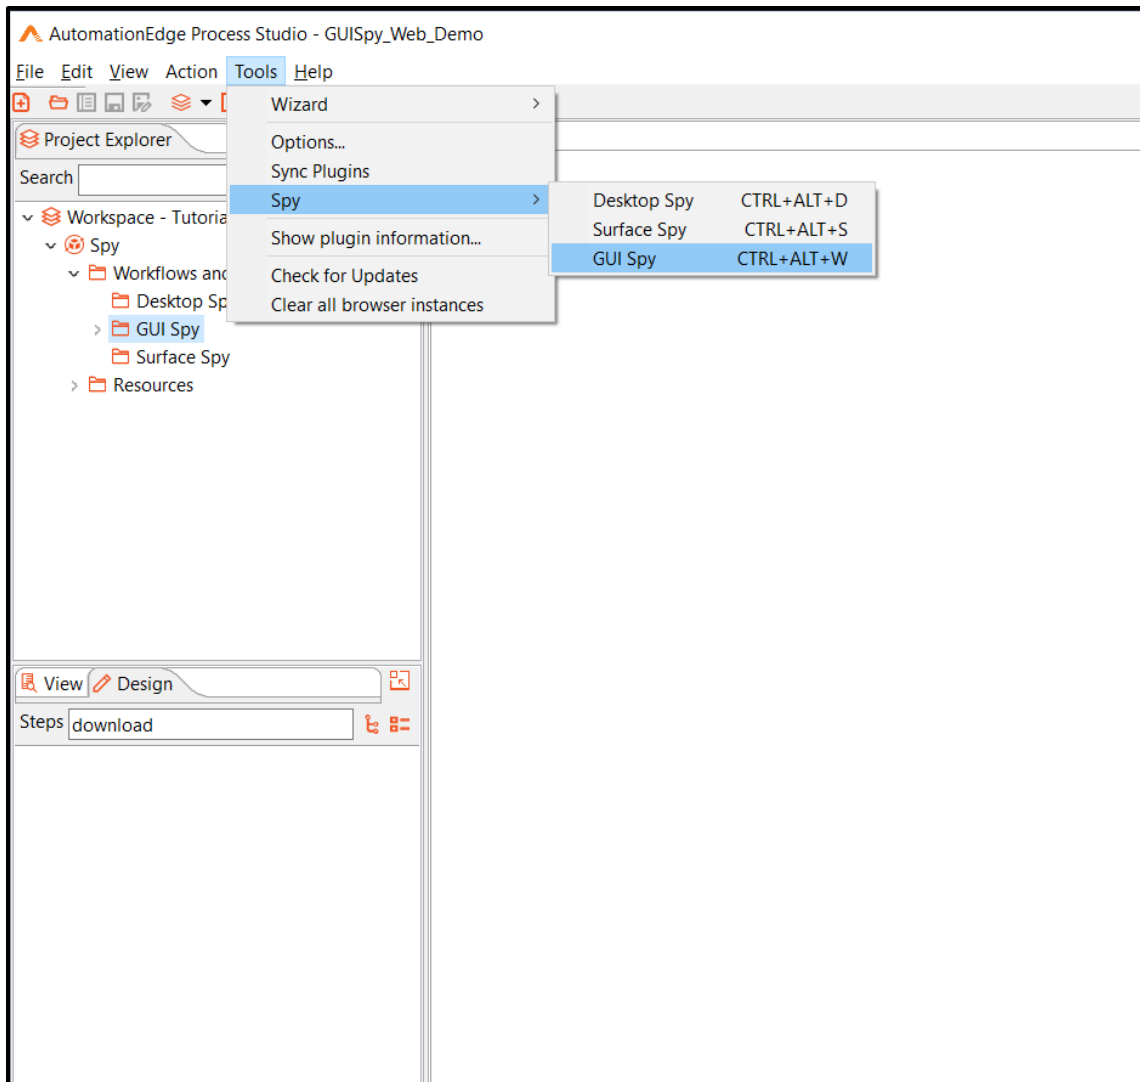 AutomationEdge Process Studio - GUISpy_Web_Demo
File Edit View Action Tools Help
Wizard
Options...
Sync Plugins
Spy
Show plugin information...
Check for Updates
Clear all browser instances
Desktop Spy CTRL+ALT+D
Surface Spy CTRL+ALT+S
GUI Spy CTRL+ALT+W
Project Explorer
Search
Workspace - Tutoria
Spy
Workflows and
Desktop Sp
GUI Spy
Surface Spy
Resources
View Design
Steps download